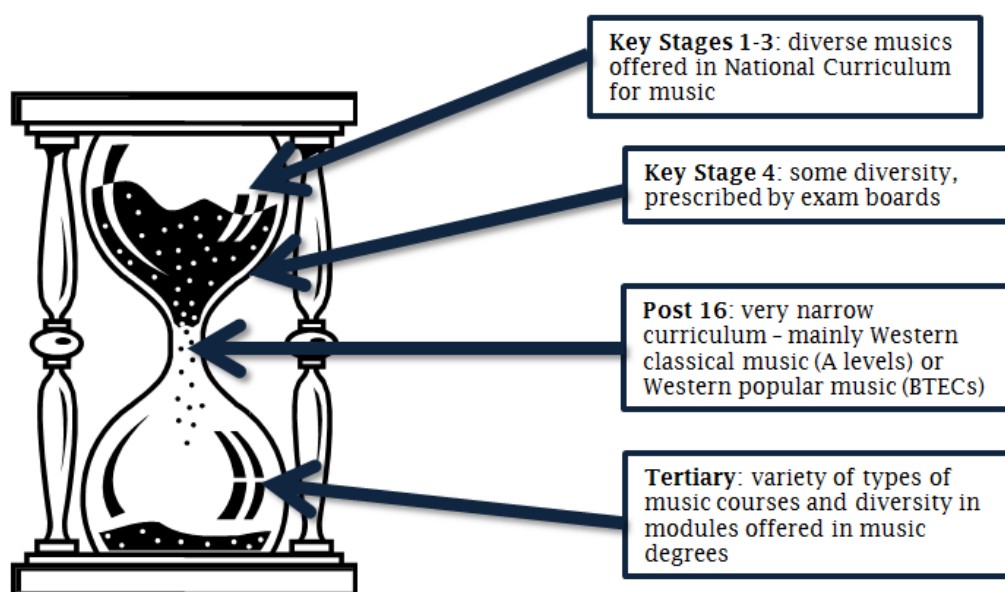 Key Stages 1-3: diverse musics
offered in National Curriculum
for music
Key Stage 4: some diversity,
prescribed by exam boards
Post 16: very narrow
curriculum – mainly Western
classical music (A levels) or
Western popular music (BTECs)
Tertiary: variety of types of
music courses and diversity in
modules offered in music
degrees